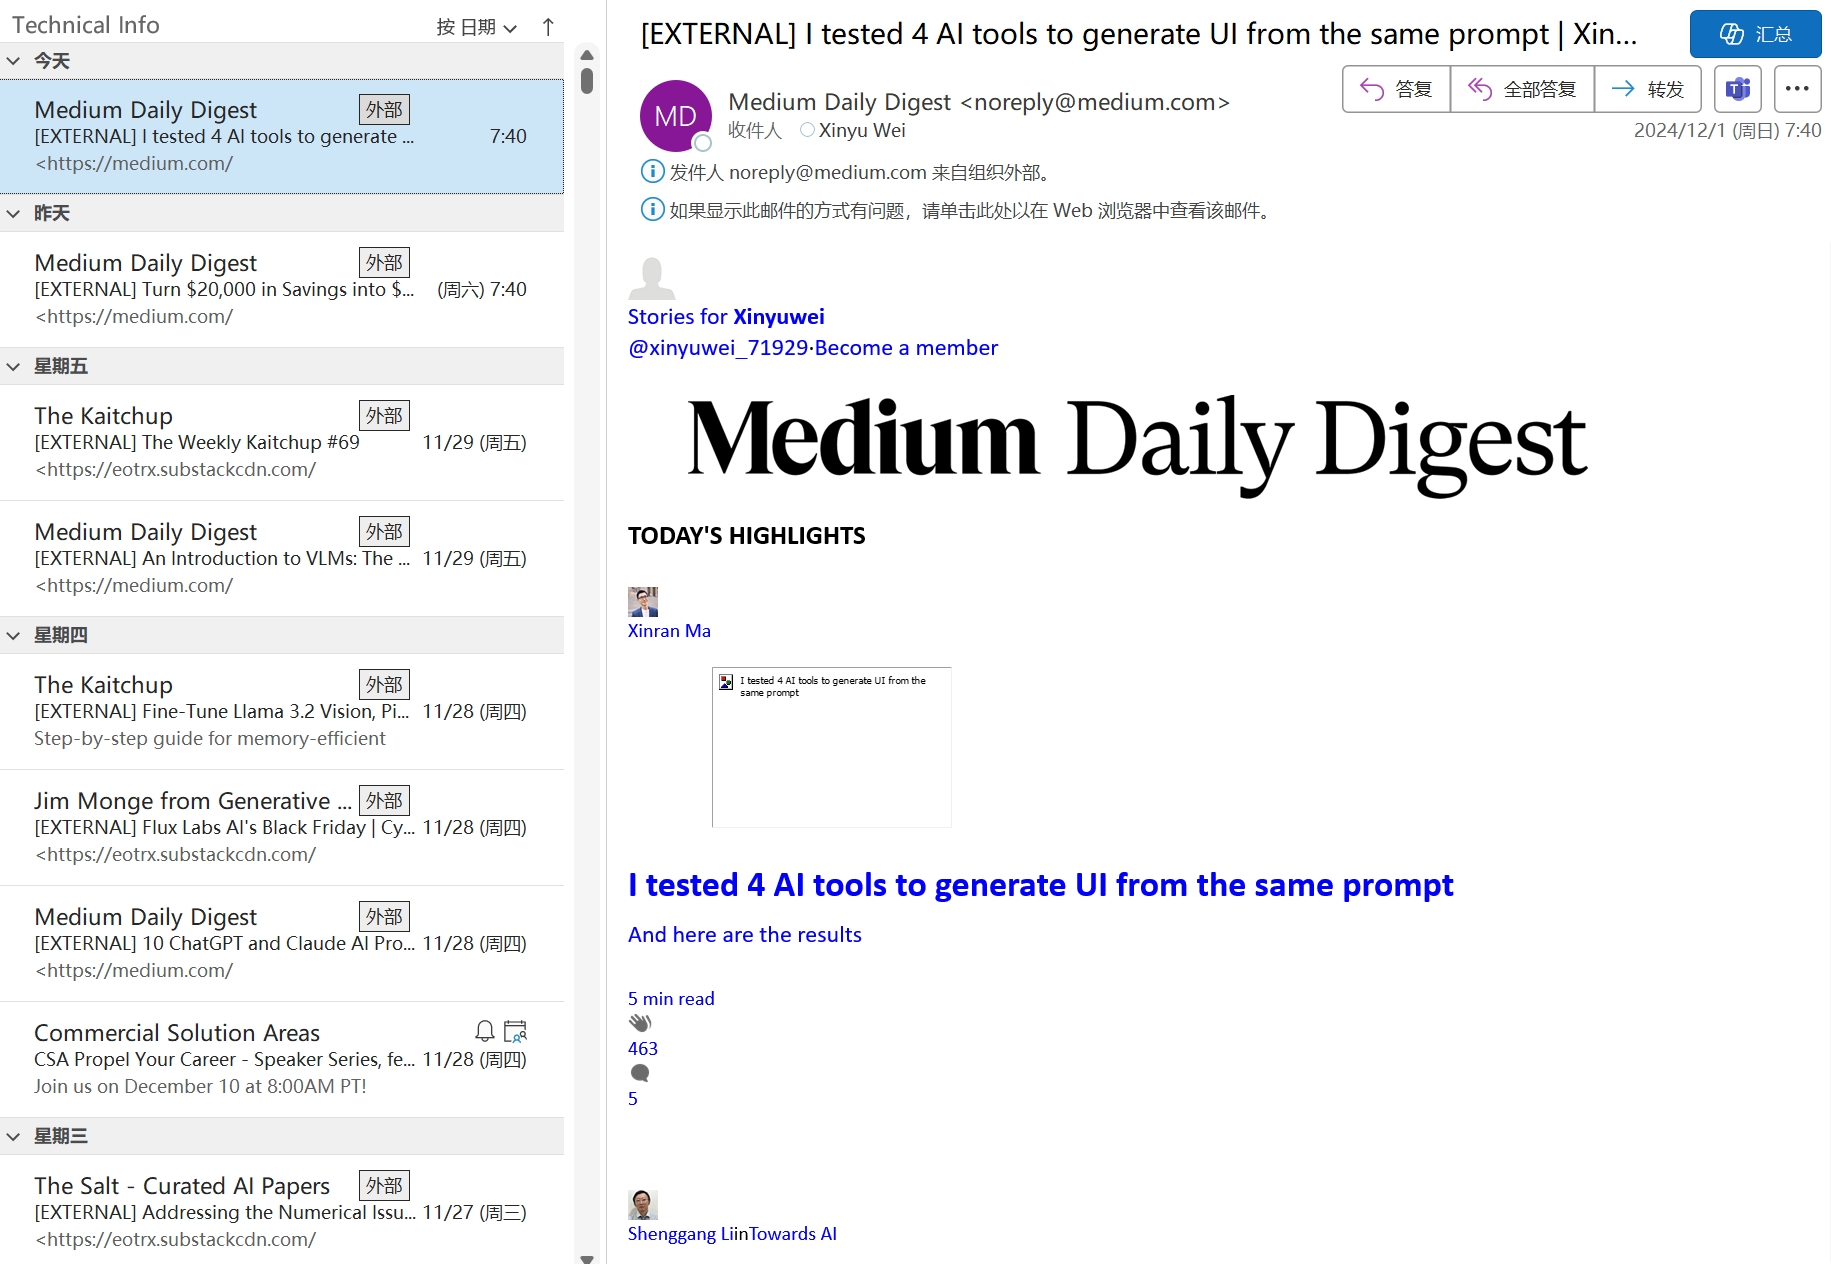 Technical Info
按 日期
今天
Medium Daily Digest
外部
[EXTERNAL] I tested 4 AI tools to generate ...
7:40
<https://medium.com/
昨天
Medium Daily Digest
外部
[EXTERNAL] Turn $20,000 in Savings into $...
(周六) 7:40
<https://medium.com/
星期五
The Kaitchup
外部
[EXTERNAL] The Weekly Kaitchup #69
11/29 (周五)
<https://eotrx.substackcdn.com/
Medium Daily Digest
外部
[EXTERNAL] An Introduction to VLMs: The ...
11/29 (周五)
<https://medium.com/
星期四
The Kaitchup
外部
[EXTERNAL] Fine-Tune Llama 3.2 Vision, Pi...
11/28 (周四)
Step-by-step guide for memory-efficient
Jim Monge from Generative ...
外部
[EXTERNAL] Flux Labs AI's Black Friday | Cy...
11/28 (周四)
<https://eotrx.substackcdn.com/
Medium Daily Digest
外部
[EXTERNAL] 10 ChatGPT and Claude AI Pro...
11/28 (周四)
<https://medium.com/
Commercial Solution Areas
CSA Propel Your Career - Speaker Series, fe...
11/28 (周四)
Join us on December 10 at 8:00AM PT!
星期三
The Salt - Curated AI Papers
外部
[EXTERNAL] Addressing the Numerical Issu...
11/27 (周三)
<https://eotrx.substackcdn.com/
[EXTERNAL] I tested 4 AI tools to generate UI from the same prompt | Xin...
汇总
MD
Medium Daily Digest <noreply@medium.com>
收件人 Xinyu Wei
答复
全部答复
转发
2024/12/1 (周日) 7:40
发件人 noreply@medium.com 来自组织外部。
如果显示此邮件的方式有问题，请单击此处以在 Web 浏览器中查看该邮件。
Stories for Xinyuwei
@xinyuwei_71929·Become a member
Medium Daily Digest
TODAY'S HIGHLIGHTS
Xinran Ma
I tested 4 AI tools to generate UI from the
same prompt
I tested 4 AI tools to generate UI from the same prompt
And here are the results
5 min read
463
5
Shenggang LiinTowards AI